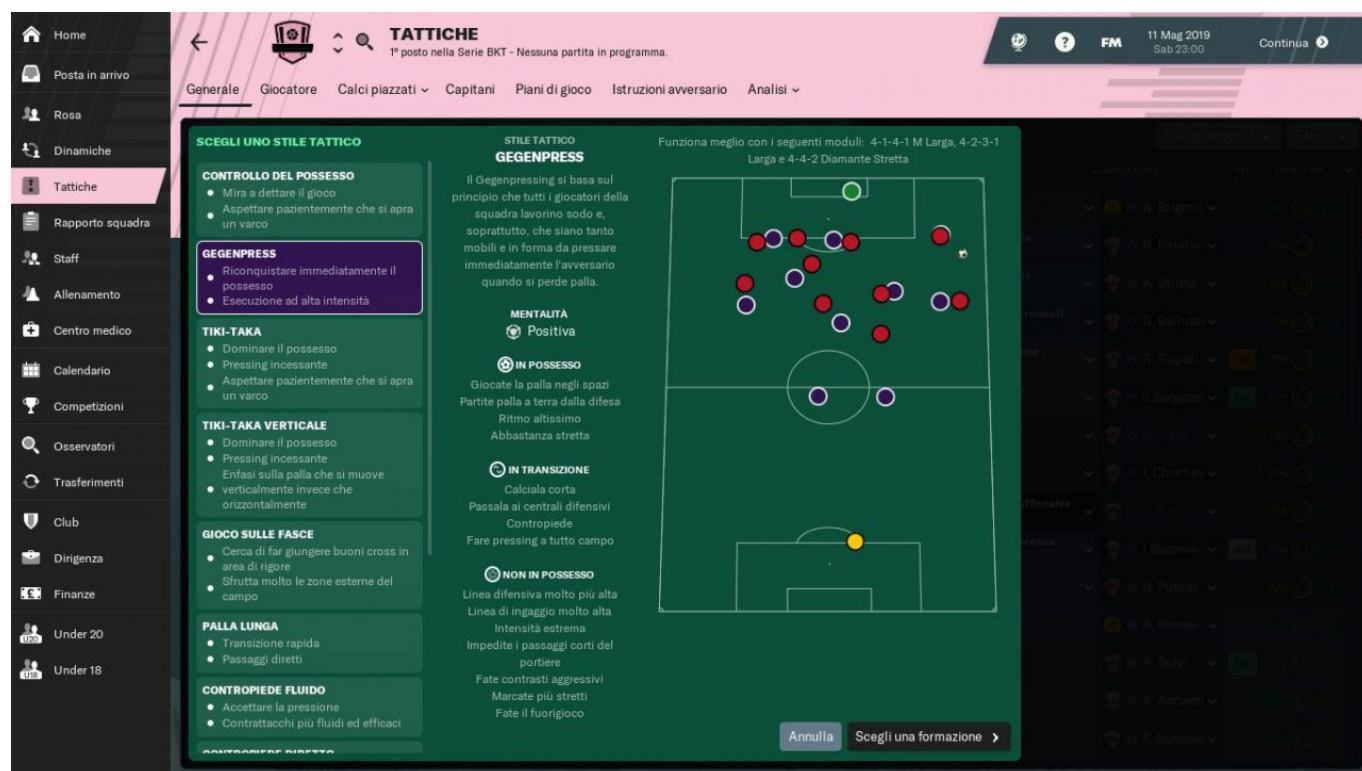 Home
Posta in arrivo
Rosa
Dinamiche
Tattiche
Rapporto squadra
Staff
Allenamento
Centro medico
Calendario
Competizioni
Osservatori
Trasferimenti
Club
Dirigenza
Finanze
U20
Under 20
U18
Under 18
TATTICHE
1° posto nella Serie BKT - Nessuna partita in programma.
?
FM
11 Mag 2019
Sab 23:00
Continua
Generale
Giocatore
Calci piazzati
Capitani
Piani di gioco
Istruzioni avversario
Analisi
SCEGLI UNO STILE TATTICO
CONTROLLO DEL POSSESSO
Mira a dettare il gioco
Aspettare pazientemente che si apra
un varco
GEGENPRESS
Riconquistare immediatamente il
possesso
Esecuzione ad alta intensità
TIKI-TAKA
Dominare il possesso
Pressing incessante
Aspettare pazientemente che si apra
un varco
TIKI-TAKA VERTICALE
Dominare il possesso
Pressing incessante
Enfasi sulla palla che si muove
verticalmente invece che
orizzontalmente
GIOCO SULLE FASCE
Cerca di far giungere buoni cross in
area di rigore
Sfrutta molto le zone esterne del
campo
PALLA LUNGA
Transizione rapida
Passaggi diretti
CONTROPIEDE FLUIDO
Accettare la pressione
Contrattacchi più fluidi ed efficaci
CONTROPIEDE DIRETTO
STILE TATTICO
GEGENPRESS
Il Gegenpressing si basa sul
principio che tutti i giocatori della
squadra lavorino sodo e,
soprattutto, che siano tanto
mobili e in forma da pressare
immediatamente l'avversario
quando si perde palla.
MENTALITÀ
Positiva
IN POSSESSO
Giocate la palla negli spazi
Partite palla a terra dalla difesa
Ritmo altissimo
Abbastanza stretta
IN TRANSIZIONE
Calciala corta
Passala ai centrali difensivi
Contropiede
Fare pressing a tutto campo
NON IN POSSESSO
Linea difensiva molto più alta
Linea di ingaggio molto alta
Intensità estrema
Impedite i passaggi corti del
portiere
Fate contrasti aggressivi
Marcate più stretti
Fate il fuorigioco
Funziona meglio con i seguenti moduli: 4-1-4-1 M Larga, 4-2-3-1
Larga e 4-4-2 Diamante Stretta
Annulla
Scegli una formazione
A. Brignoli
A. Struna
G. Bellusci
A. Rispoli
I. Chochev
G. Puscas
A. Pomini
A. Salvi
A. Accardi